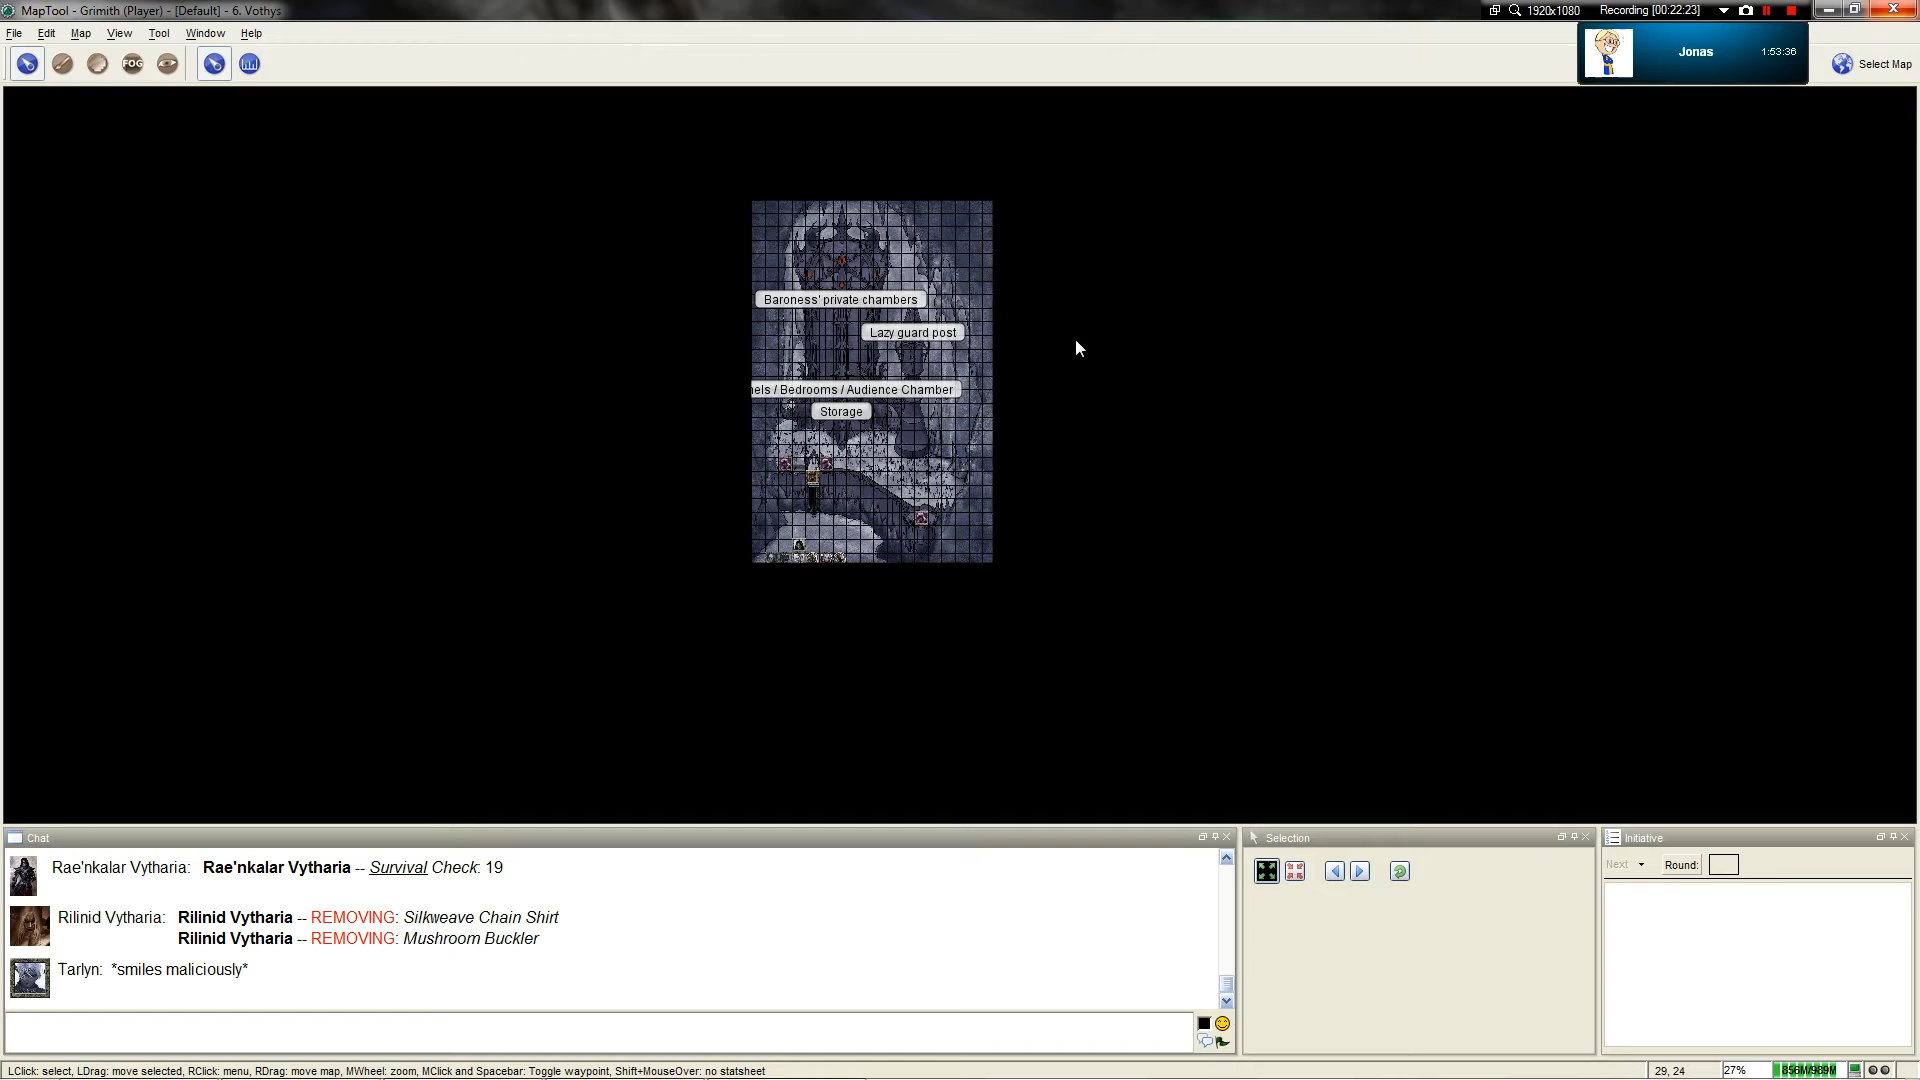 MapTool - Grimith (Player) - [Default] - 6. Vothys
1920x1080
Recording [00:22:23]
File Edit Map View Tool Window Help
Jonas
1:53:36
FOG
Select Map
Baroness' private chambers
Lazy guard post
/ Bedrooms / Audience Chamber
Storage
Chat
Selection
Initiative
Rae'nkalar Vytharia: Rae'nkalar Vytharia -- Survival Check: 19
Next
Round:
Rilinid Vytharia: Rilinid Vytharia -- REMOVING: Silkweave Chain Shirt
Rilinid Vytharia -- REMOVING: Mushroom Buckler
Tarlyn: *smiles maliciously*
LClick: select, LDrag: move selected, RClick: menu, RDrag: move map, MWheel: zoom, MClick and Spacebar: Toggle waypoint, Shift+MouseOver: no statsheet
29, 24
27%
856M/989M